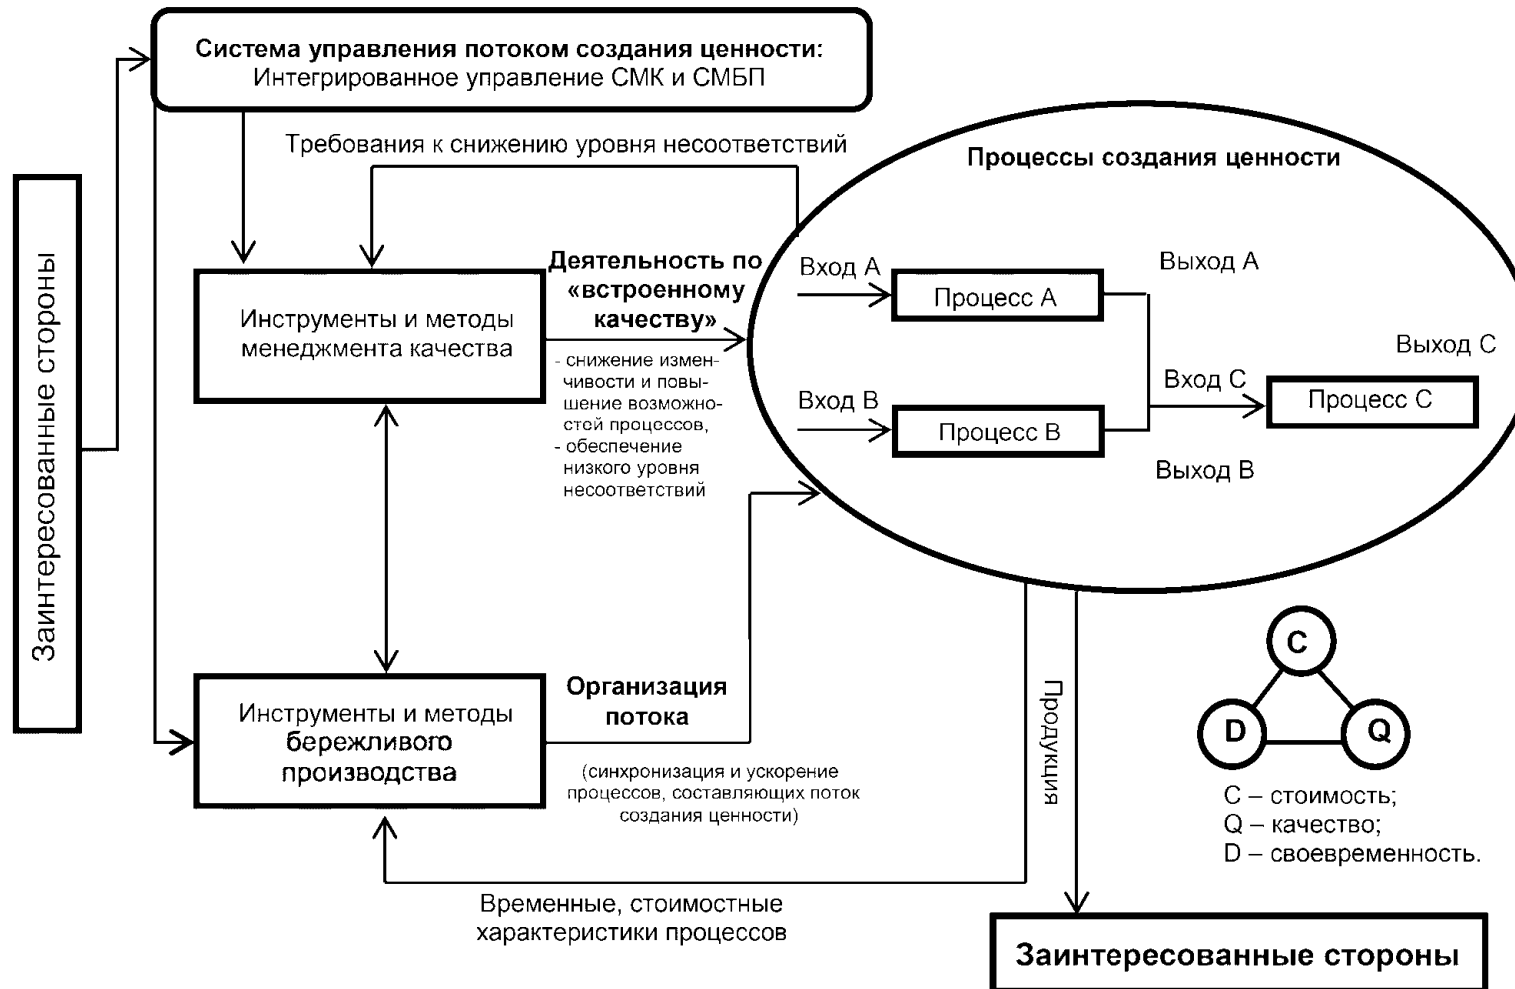 Система управления потоком создания ценности:
Интегрированное управление СМК и СМБП
Заинтересованные стороны
Требования к снижению уровня несоответствий
Инструменты и методы
менеджмента качества
Деятельность по
«встроенному
качеству»
- снижение измен-
чивости и повы-
шение возможно-
стей процессов,
- обеспечение
низкого уровня
несоответствий
Процессы создания ценности
Вход А
Процесс А
Выход А
Вход В
Процесс В
Выход В
Вход С
Процесс С
Выход С
Инструменты и методы
бережливого
производства
Организация
потока
(синхронизация и ускорение
процессов, составляющих поток
создания ценности)
Временные, стоимостные
характеристики процессов
Продукция
C
D
Q
C – стоимость;
Q – качество;
D – своевременность.
Заинтересованные стороны